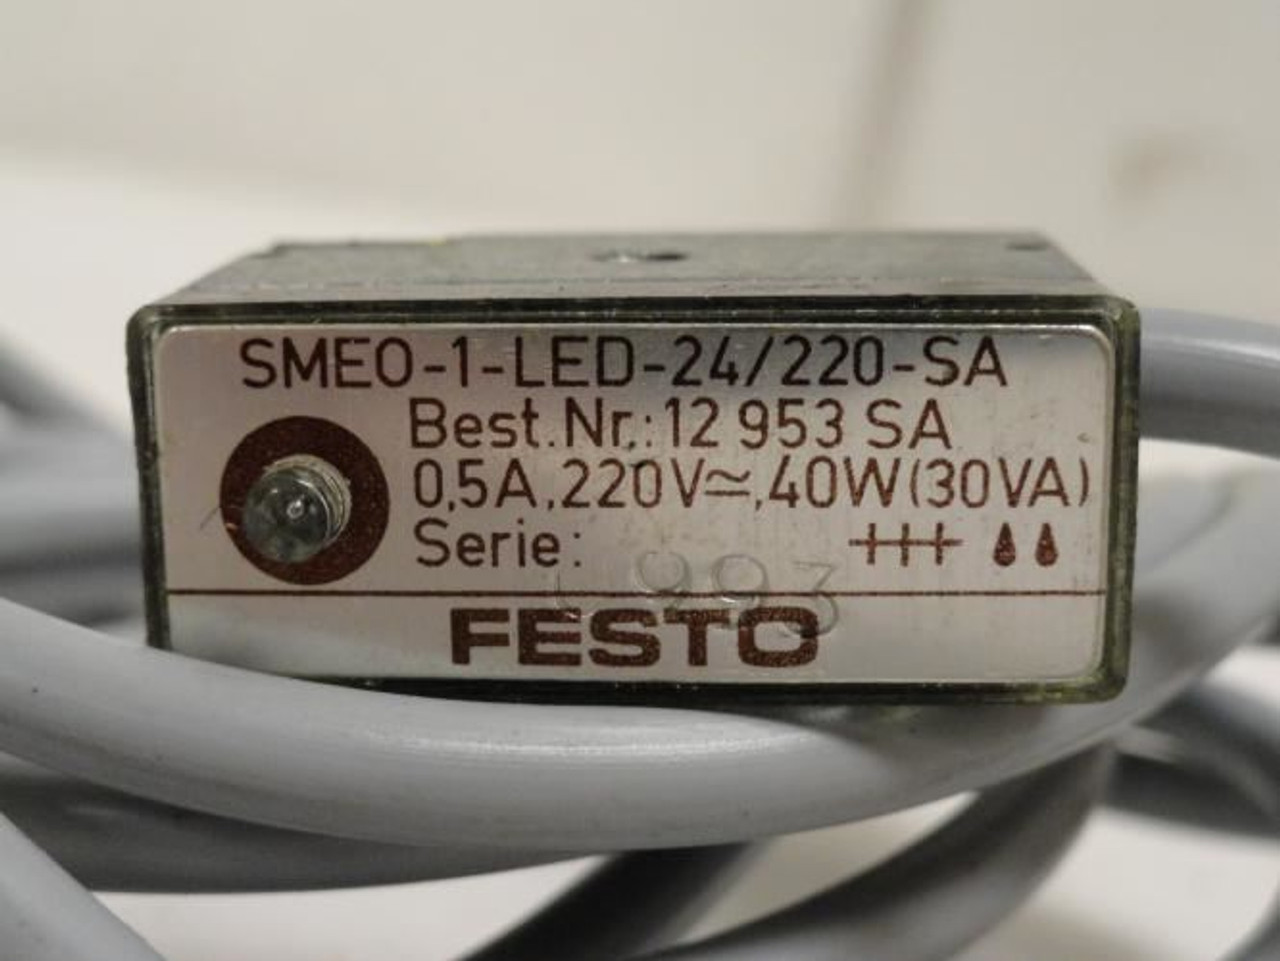 SMEO-1-LED-24/220-SA
Best.Nr.:12 953 SA
0,5A,220V≃,40W(30VA)
Serie:
FESTO